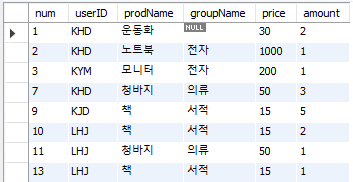 num userID prodName groupName price amount
1 KHD 운동화 NULL 30 2
2 KHD 노트북 전자 1000 1
3 KYM 모니터 전자 200 1
7 KHD 청바지 의류 50 3
9 KJD 책 서적 15 5
10 LHJ 책 서적 15 2
11 LHJ 청바지 의류 50 1
13 LHJ 책 서적 15 1